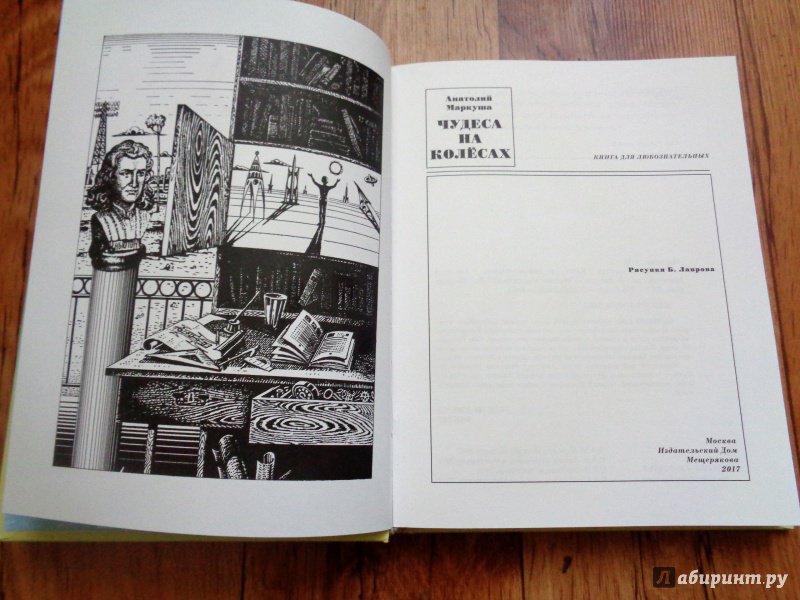 Анатолий
Маркуша
ЧУДЕСА
НА
КОЛЁСАХ
КНИГА ДЛЯ ЛЮБОЗНАТЕЛЬНЫХ
Рисунки Б. Лаврова
Москва
Издательский Дом
Мещерякова
2017
Лабиринт.ру